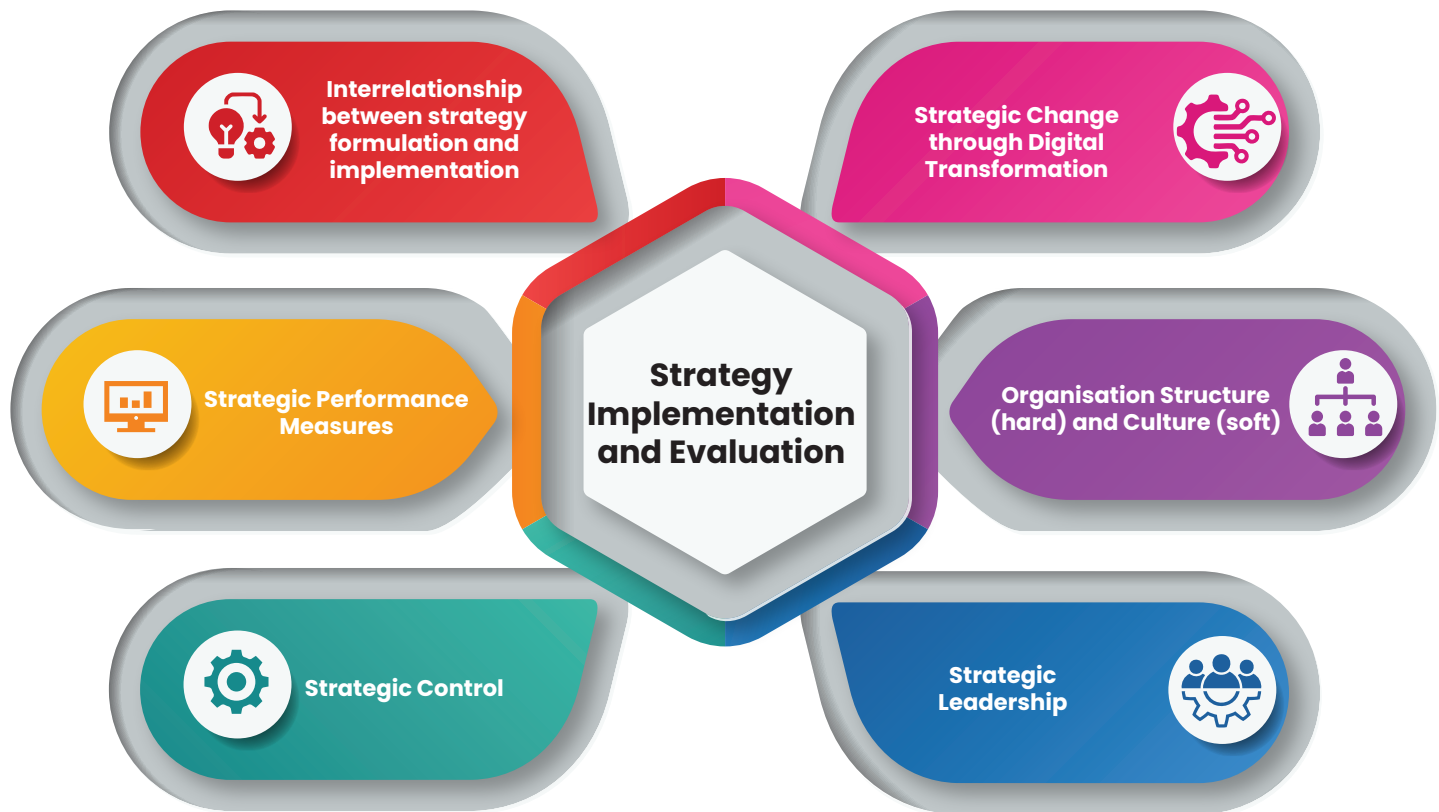 Interrelationship
between strategy
formulation and
implementation
Strategic Change
through Digital
Transformation
Strategic Performance
Measures
Strategy
Implementation
and Evaluation
Organisation Structure
(hard) and Culture (soft)
Strategic Control
Strategic
Leadership